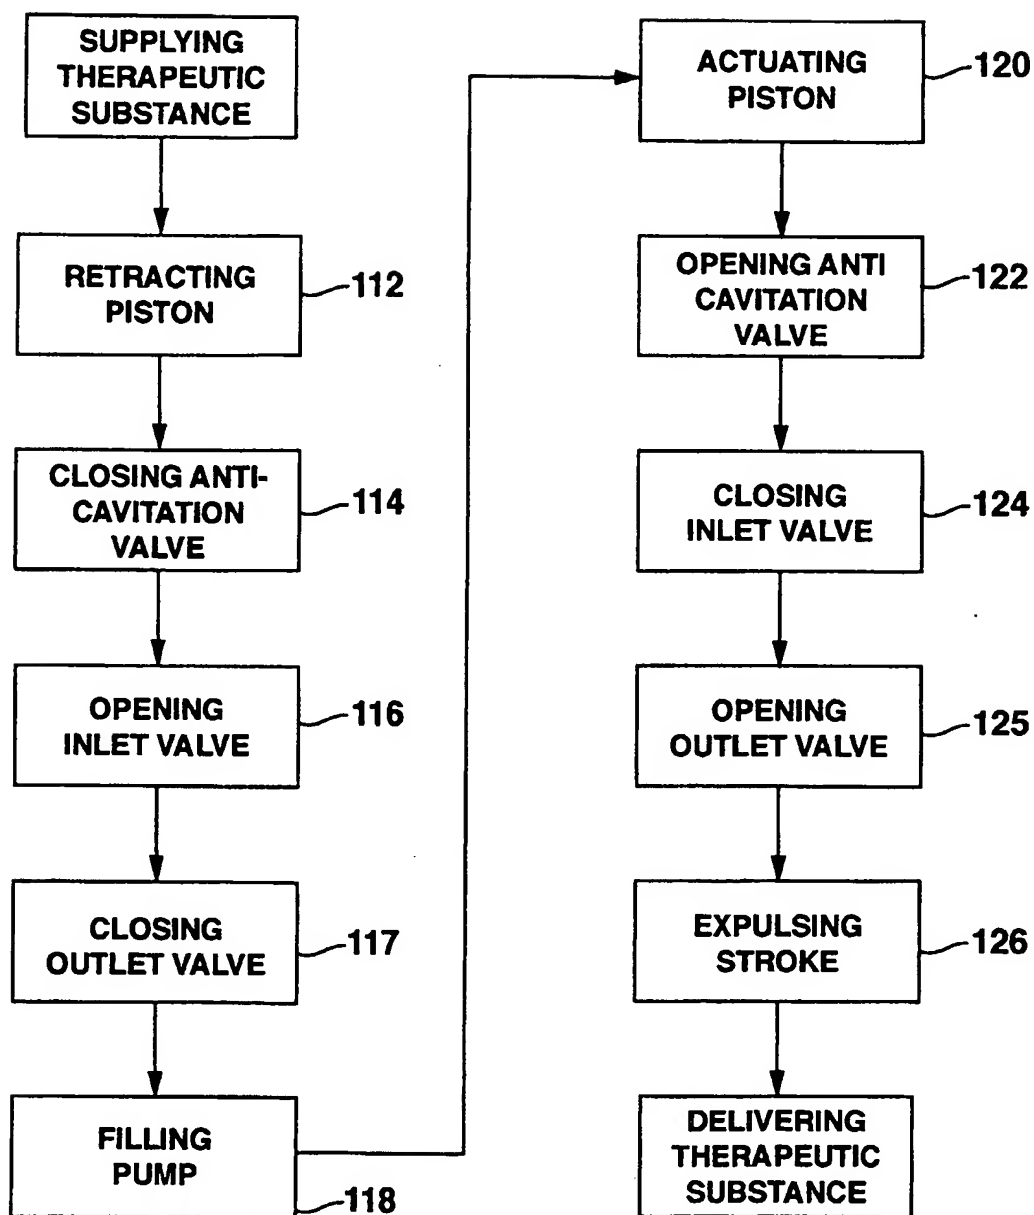 SUPPLYING
THERAPEUTIC
SUBSTANCE
RETRACTING
PISTON
112
CLOSING ANTI-
CAVITATION
VALVE
114
OPENING
INLET VALVE
116
CLOSING
OUTLET VALVE
117
FILLING
PUMP
118
ACTUATING
PISTON
120
OPENING ANTI
CAVITATION
VALVE
122
CLOSING
INLET VALVE
124
OPENING
OUTLET VALVE
125
EXPULSING
STROKE
126
DELIVERING
THERAPEUTIC
SUBSTANCE